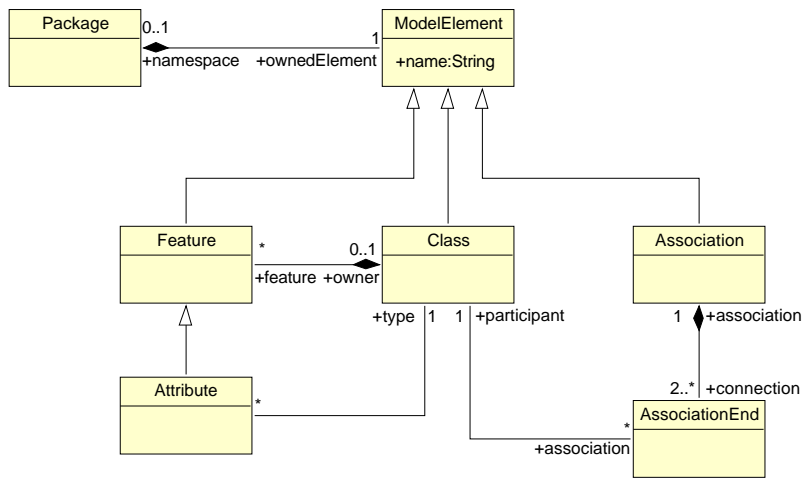 Package
0..1
+namespace
+ownedElement
1
ModelElement
+name:String
Feature
*
+feature
0..1
+owner
Class
Association
+type
1
1
+participant
1
+association
Attribute
*
2..*
+connection
AssociationEnd
*
+association